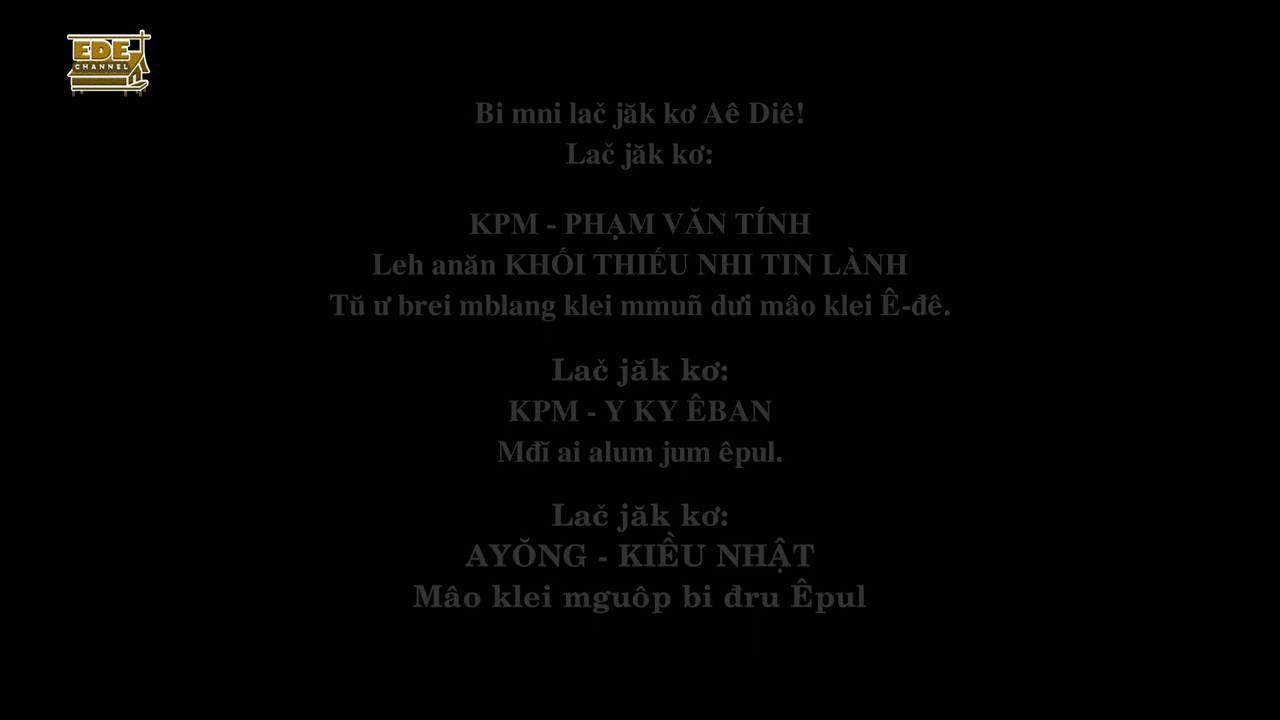 EDE
CHANNEL
Bi mni lač jăk kơ Aê Diê!
Lač jăk kơ:
KPM - PHẠM VĂN TÍNH
Leh anăn KHỐI THIẾU NHI TIN LÀNH
Tŭ ư brei mblang klei mmuñ dưi mâo klei Ê-đê.
Lač jăk kơ:
KPM - Y KY ÊBAN
Mđĭ ai alum jum êpul.
Lač jăk kơ:
AYŎNG - KIỀU NHẬT
Mâo klei mguôp bi đru Êpul